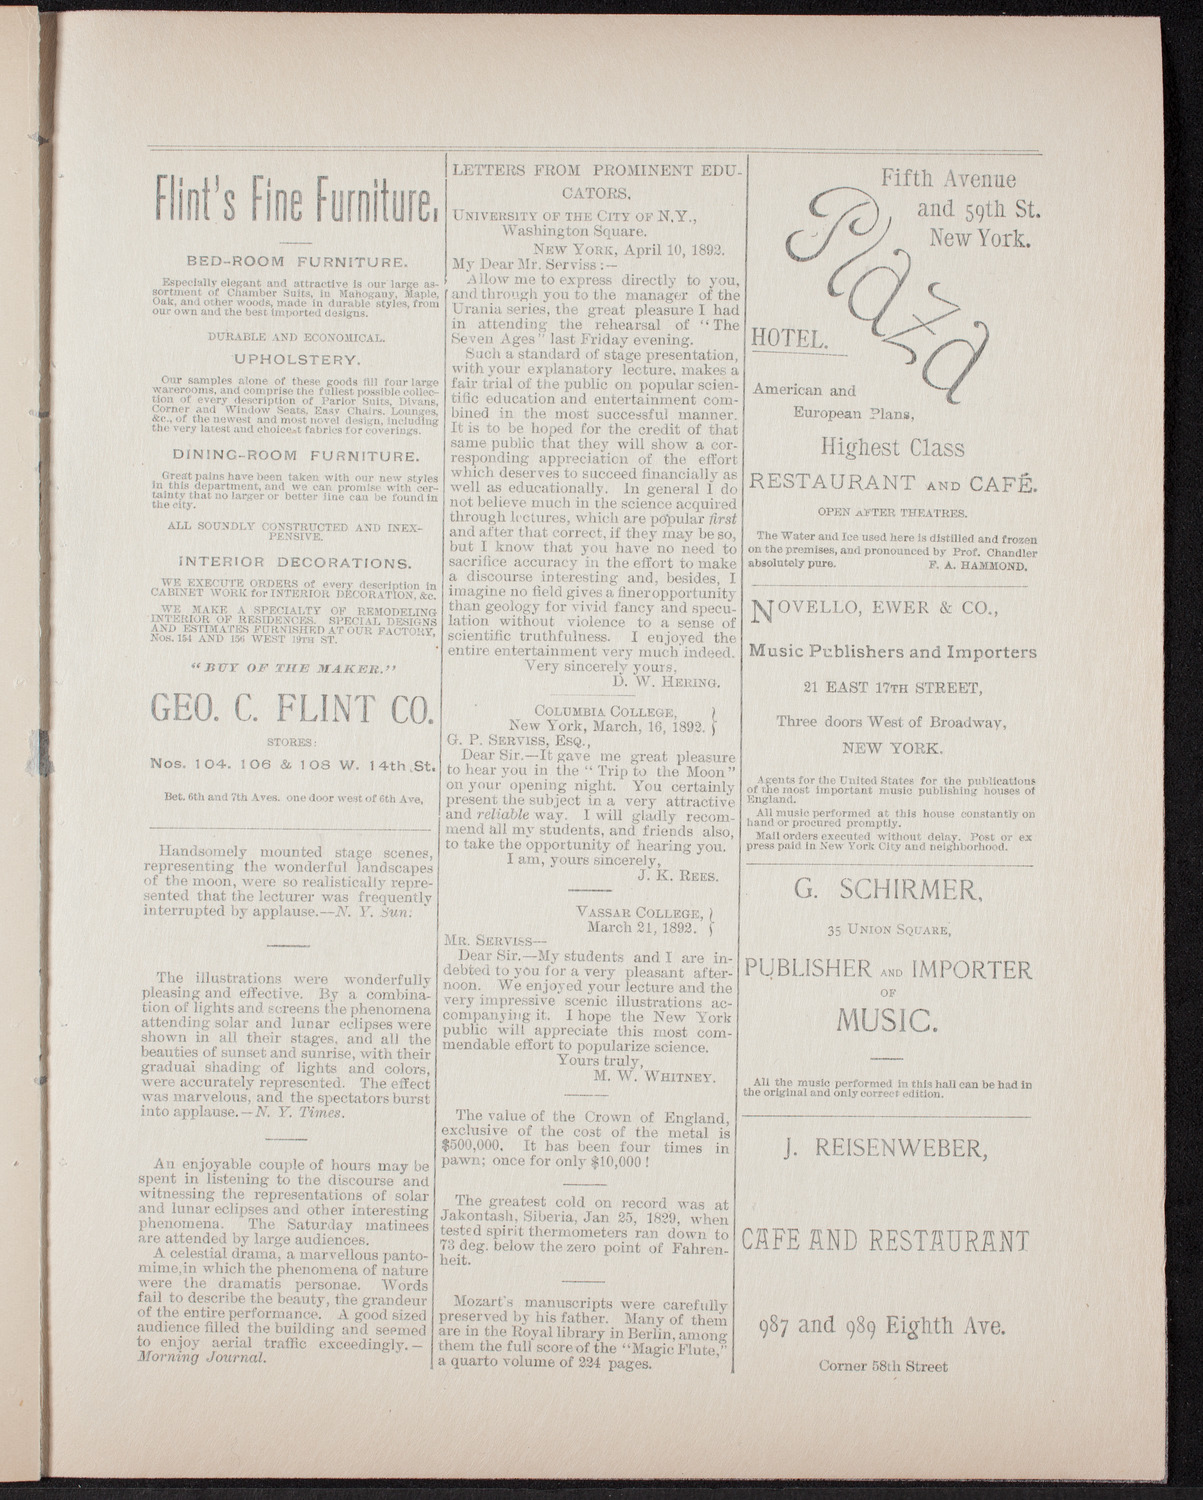 Flint's Fine Furniture.
BED-ROOM FURNITURE.
Especially elegant and attractive is our large as-
sortment of Chamber Suits, in Mahogany, Maple,
Oak, and other woods, made in durable styles, from
our own and the best imported designs.
DURABLE AND ECONOMICAL.
UPHOLSTERY.
Our samples alone of these goods fill four large
warerooms, and comprise the fullest possible collec-
tion of every description of Parlor Suits, Divans,
Corner and Window Seats, Easy Chairs, Lounges,
&c., of the newest and most novel design, including
the very latest and choicest fabrics for coverings.
DINING-ROOM FURNITURE.
Great pains have been taken with our new styles
in this department, and we can promise with cer-
tainty that no larger or better line can be found in
the city.
ALL SOUNDLY CONSTRUCTED AND INEX-
PENSIVE.
INTERIOR DECORATIONS.
WE EXECUTE ORDERS of every description in
CABINET WORK for INTERIOR DECORATION, &c.
WE MAKE A SPECIALTY OF REMODELING
INTERIOR OF RESIDENCES. SPECIAL DESIGNS
AND ESTIMATES FURNISHED AT OUR FACTORY,
Nos. 154 AND 156 WEST 19TH ST.
"BUY OF THE MAKER."
GEO. C. FLINT CO.
STORES:
Nos. 104. 106 & 108 W. 14th St.
Bet. 6th and 7th Aves. one door west of 6th Ave,
Handsomely mounted stage scenes,
representing the wonderful landscapes
of the moon, were so realistically repre-
sented that the lecturer was frequently
interrupted by applause.—N. Y. Sun.
The illustrations were wonderfully
pleasing and effective. By a combina-
tion of lights and screens the phenomena
attending solar and lunar eclipses were
shown in all their stages, and all the
beauties of sunset and sunrise, with their
gradual shading of lights and colors,
were accurately represented. The effect
was marvelous, and the spectators burst
into applause.—N. Y. Times.
An enjoyable couple of hours may be
spent in listening to the discourse and
witnessing the representations of solar
and lunar eclipses and other interesting
phenomena. The Saturday matinees
are attended by large audiences.
A celestial drama, a marvellous panto-
mime, in which the phenomena of nature
were the dramatis personae. Words
fail to describe the beauty, the grandeur
of the entire performance. A good sized
audience filled the building and seemed
to enjoy aerial traffic exceedingly.—
Morning Journal.
LETTERS FROM PROMINENT EDU-
CATORS.
UNIVERSITY OF THE CITY OF N.Y.,
Washington Square.
NEW YORK, April 10, 1892.
My Dear Mr. Serviss:—
Allow me to express directly to you,
and through you to the manager of the
Urania series, the great pleasure I had
in attending the rehearsal of "The
Seven Ages" last Friday evening.
Such a standard of stage presentation,
with your explanatory lecture, makes a
fair trial of the public on popular scien-
tific education and entertainment com-
bined in the most successful manner.
It is to be hoped for the credit of that
same public that they will show a cor-
responding appreciation of the effort
which deserves to succeed financially as
well as educationally. In general I do
not believe much in the science acquired
through lectures, which are popular first
and after that correct, if they may be so,
but I know that you have no need to
sacrifice accuracy in the effort to make
a discourse interesting and, besides, I
imagine no field gives a finer opportunity
than geology for vivid fancy and specu-
lation without violence to a sense of
scientific truthfulness. I enjoyed the
entire entertainment very much indeed.
Very sincerely yours,
D. W. HERING.
COLUMBIA COLLEGE, }
New York, March, 16, 1892. }
G. P. SERVISS, ESQ.,
Dear Sir.—It gave me great pleasure
to hear you in the "Trip to the Moon"
on your opening night. You certainly
present the subject in a very attractive
and reliable way. I will gladly recom-
mend all my students, and friends also,
to take the opportunity of hearing you.
I am, yours sincerely,
J. K. REES.
VASSAR COLLEGE, }
March 21, 1892. }
MR. SERVISS—
Dear Sir.—My students and I are in-
debted to you for a very pleasant after-
noon. We enjoyed your lecture and the
very impressive scenic illustrations ac-
companying it. I hope the New York
public will appreciate this most com-
mendable effort to popularize science.
Yours truly,
M. W. WHITNEY.
The value of the Crown of England,
exclusive of the cost of the metal is
$500,000. It has been four times in
pawn; once for only $10,000!
The greatest cold on record was at
Jakontash, Siberia, Jan 25, 1829, when
tested spirit thermometers ran down to
73 deg. below the zero point of Fahren-
heit.
Mozart's manuscripts were carefully
preserved by his father. Many of them
are in the Royal library in Berlin, among
them the full score of the "Magic Flute,"
a quarto volume of 224 pages.
Fifth Avenue
and 59th St.
New York.
Plaza
HOTEL.
American and
European Plans,
Highest Class
RESTAURANT AND CAFÉ.
OPEN AFTER THEATRES.
The Water and Ice used here is distilled and frozen
on the premises, and pronounced by Prof. Chandler
absolutely pure. F. A. HAMMOND.
NOVELLO, EWER & CO.,
Music Publishers and Importers
21 EAST 17TH STREET,
Three doors West of Broadway,
NEW YORK.
Agents for the United States for the publications
of the most important music publishing houses of
England.
All music performed at this house constantly on
hand or procured promptly.
Mail orders executed without delay. Post or ex
press paid in New York City and neighborhood.
G. SCHIRMER,
35 UNION SQUARE,
PUBLISHER AND IMPORTER
OF
MUSIC.
All the music performed in this hall can be had in
the original and only correct edition.
J. REISENWEBER,
CAFE AND RESTAURANT
987 and 989 Eighth Ave.
Corner 58th Street